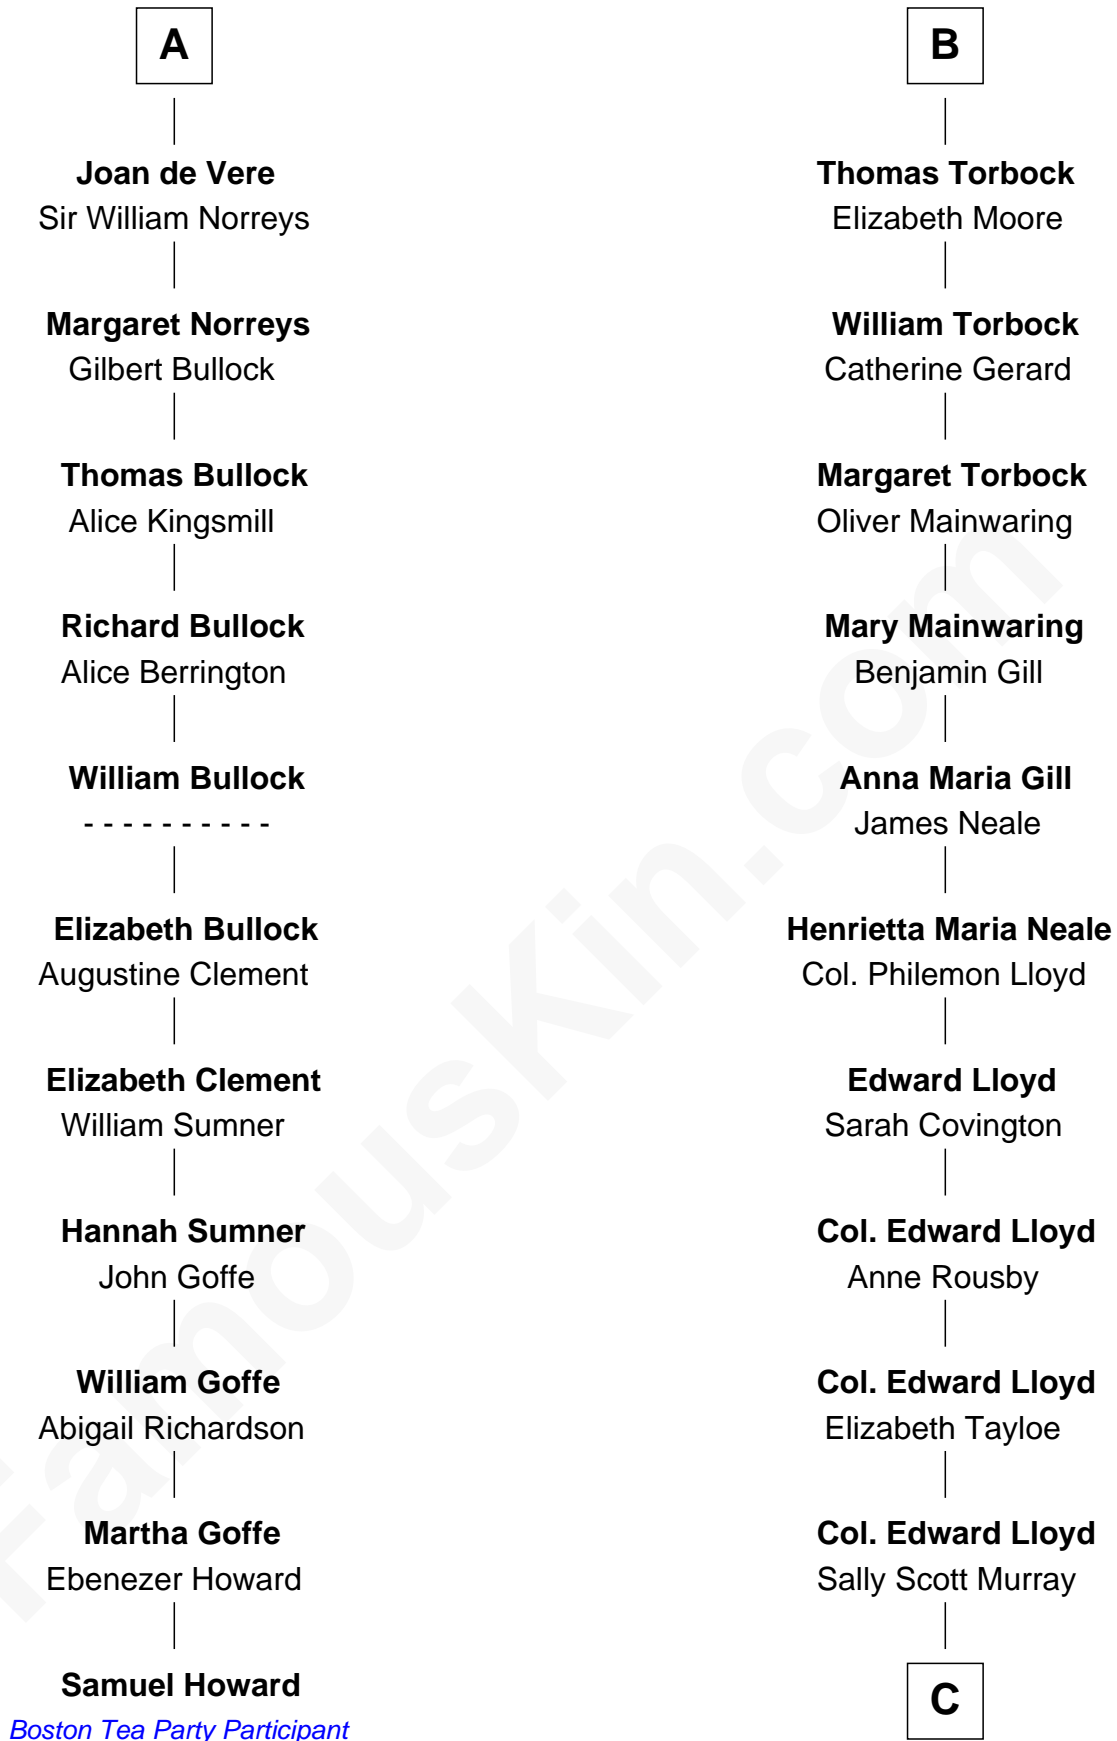 A
Joan de Vere
Sir William Norreys
Margaret Norreys
Gilbert Bullock
Thomas Bullock
Alice Kingsmill
Richard Bullock
Alice Berrington
William Bullock
- - - - - - - - - -
Elizabeth Bullock
Augustine Clement
Elizabeth Clement
William Sumner
Hannah Sumner
John Goffe
William Goffe
Abigail Richardson
Martha Goffe
Ebenezer Howard
Samuel Howard
Boston Tea Party Participant
B
Thomas Torbock
Elizabeth Moore
William Torbock
Catherine Gerard
Margaret Torbock
Oliver Mainwaring
Mary Mainwaring
Benjamin Gill
Anna Maria Gill
James Neale
Henrietta Maria Neale
Col. Philemon Lloyd
Edward Lloyd
Sarah Covington
Col. Edward Lloyd
Anne Rousby
Col. Edward Lloyd
Elizabeth Tayloe
Col. Edward Lloyd
Sally Scott Murray
C
FamousKin.com